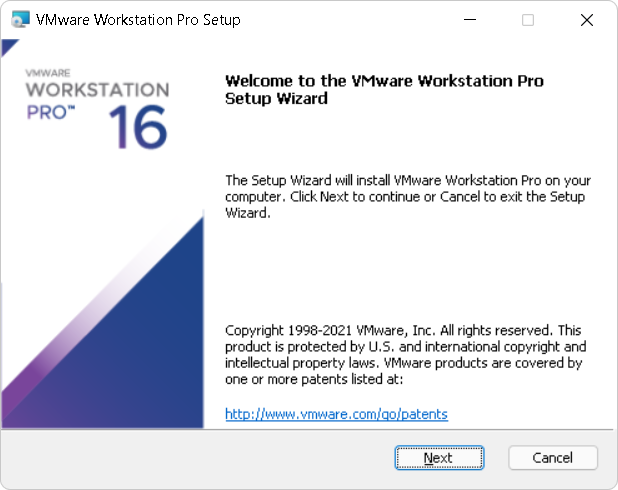 VMware Workstation Pro Setup
VMWARE
WORKSTATION
PRO™ 16
Welcome to the VMware Workstation Pro
Setup Wizard
The Setup Wizard will install VMware Workstation Pro on your
computer. Click Next to continue or Cancel to exit the Setup
Wizard.
Copyright 1998-2021 VMware, Inc. All rights reserved. This
product is protected by U.S. and international copyright and
intellectual property laws. VMware products are covered by
one or more patents listed at:
http://www.vmware.com/go/patents
Next
Cancel